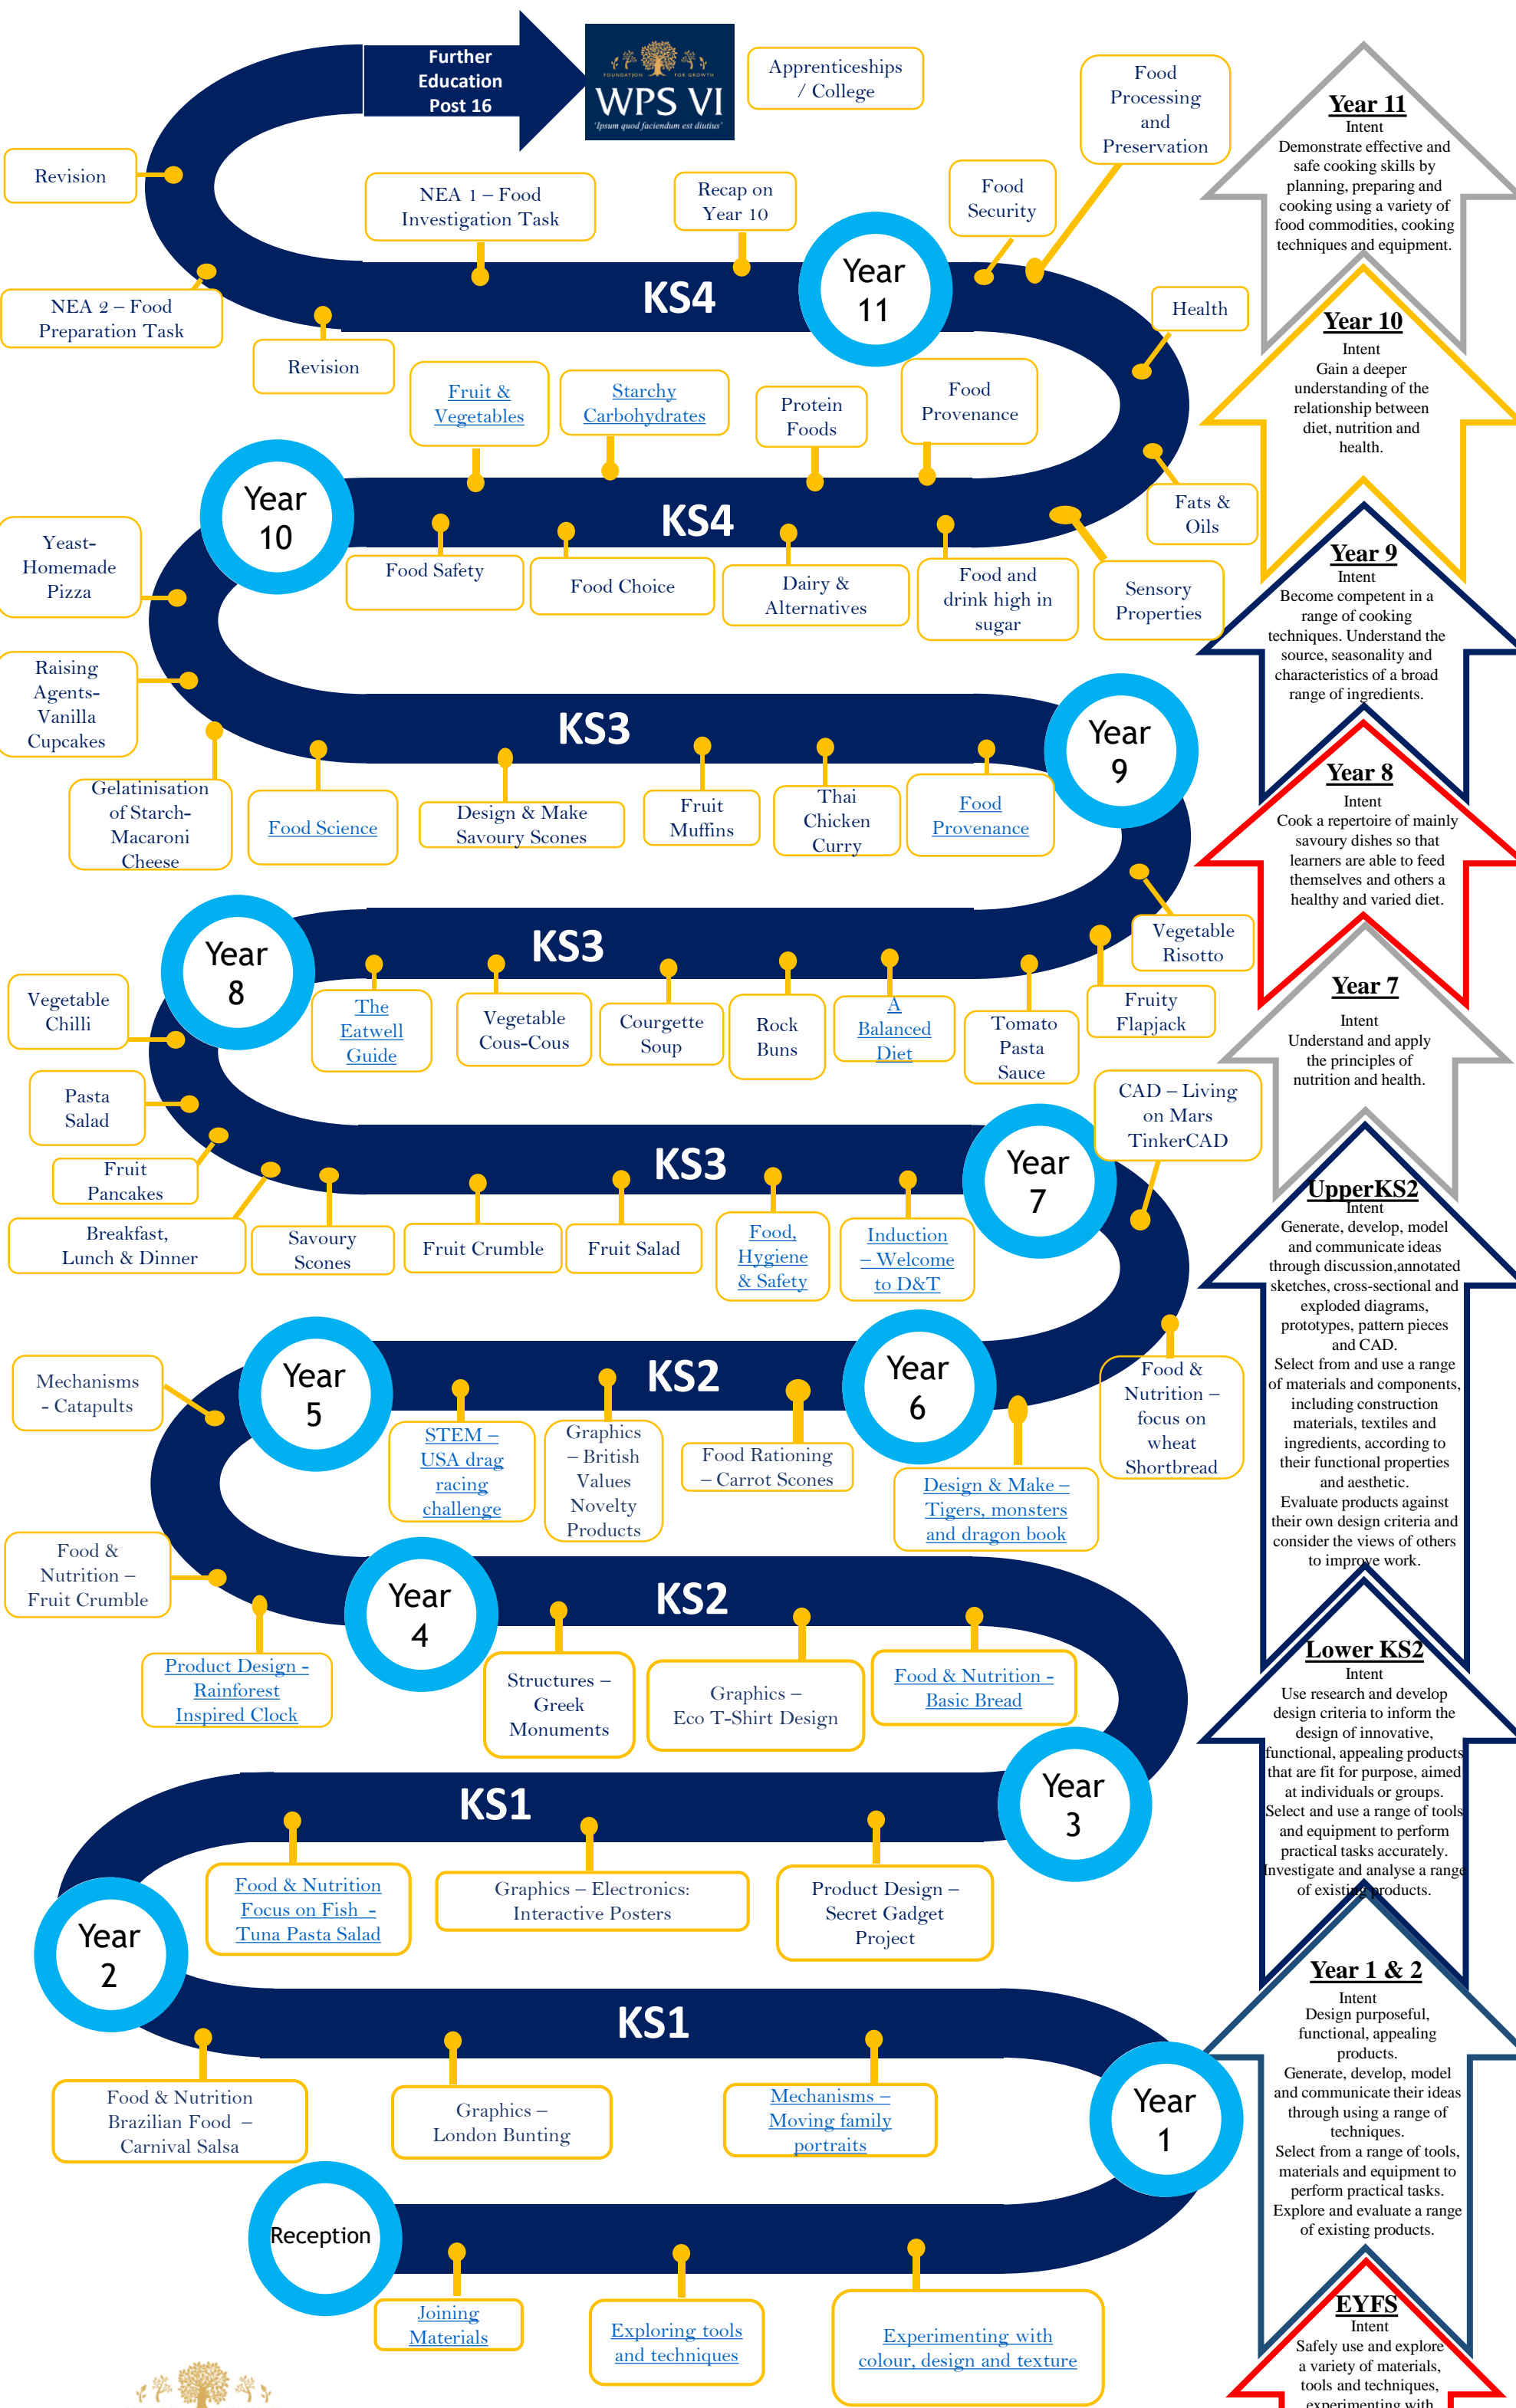 Further
Education
Post 16
FOUNDATION FOR GROWTH
WPS VI
'Ipsum quod faciendum est diutius'
Apprenticeships
/ College
Food
Processing
and
Preservation
Revision
NEA 1 – Food
Investigation Task
Recap on
Year 10
Food
Security
Year
11
KS4
NEA 2 – Food
Preparation Task
Revision
Health
Fruit &
Vegetables
Starchy
Carbohydrates
Protein
Foods
Food
Provenance
Fats &
Oils
Year
10
KS4
Food Safety
Food Choice
Dairy &
Alternatives
Food and
drink high in
sugar
Sensory
Properties
Yeast-
Homemade
Pizza
Raising
Agents-
Vanilla
Cupcakes
Gelatinisation
of Starch-
Macaroni
Cheese
KS3
Year
9
Food Science
Design & Make
Savoury Scones
Fruit
Muffins
Thai
Chicken
Curry
Food
Provenance
Vegetable
Risotto
Fruity
Flapjack
KS3
Year
8
The
Eatwell
Guide
Vegetable
Cous-Cous
Courgette
Soup
Rock
Buns
A
Balanced
Diet
Tomato
Pasta
Sauce
Vegetable
Chilli
Pasta
Salad
Fruit
Pancakes
Breakfast,
Lunch & Dinner
KS3
Year
7
Savoury
Scones
Fruit Crumble
Fruit Salad
Food,
Hygiene
& Safety
Induction
– Welcome
to D&T
CAD – Living
on Mars
TinkerCAD
Food &
Nutrition –
focus on
wheat
Shortbread
Year
5
KS2
Year
6
Mechanisms
- Catapults
STEM –
USA drag
racing
challenge
Graphics
– British
Values
Novelty
Products
Food Rationing
– Carrot Scones
Design & Make –
Tigers, monsters
and dragon book
Food &
Nutrition –
Fruit Crumble
Product Design -
Rainforest
Inspired Clock
Year
4
KS2
Structures –
Greek
Monuments
Graphics –
Eco T-Shirt Design
Food & Nutrition -
Basic Bread
KS1
Year
3
Food & Nutrition
Focus on Fish -
Tuna Pasta Salad
Graphics – Electronics:
Interactive Posters
Product Design –
Secret Gadget
Project
Year
2
KS1
Food & Nutrition
Brazilian Food –
Carnival Salsa
Graphics –
London Bunting
Mechanisms –
Moving family
portraits
Year
1
Reception
Joining
Materials
Exploring tools
and techniques
Experimenting with
colour, design and texture
Year 11
Intent
Demonstrate effective and
safe cooking skills by
planning, preparing and
cooking using a variety of
food commodities, cooking
techniques and equipment.
Year 10
Intent
Gain a deeper
understanding of the
relationship between
diet, nutrition and
health.
Year 9
Intent
Become competent in a
range of cooking
techniques. Understand the
source, seasonality and
characteristics of a broad
range of ingredients.
Year 8
Intent
Cook a repertoire of mainly
savoury dishes so that
learners are able to feed
themselves and others a
healthy and varied diet.
Year 7
Intent
Understand and apply
the principles of
nutrition and health.
UpperKS2
Intent
Generate, develop, model
and communicate ideas
through discussion,annotated
sketches, cross-sectional and
exploded diagrams,
prototypes, pattern pieces
and CAD.
Select from and use a range
of materials and components,
including construction
materials, textiles and
ingredients, according to
their functional properties
and aesthetic.
Evaluate products against
their own design criteria and
consider the views of others
to improve work.
Lower KS2
Intent
Use research and develop
design criteria to inform the
design of innovative,
functional, appealing products
that are fit for purpose, aimed
at individuals or groups.
Select and use a range of tools
and equipment to perform
practical tasks accurately.
Investigate and analyse a range
of existing products.
Year 1 & 2
Intent
Design purposeful,
functional, appealing
products.
Generate, develop, model
and communicate their ideas
through using a range of
techniques.
Select from a range of tools,
materials and equipment to
perform practical tasks.
Explore and evaluate a range
of existing products.
EYFS
Intent
Safely use and explore
a variety of materials,
tools and techniques,
experimenting with